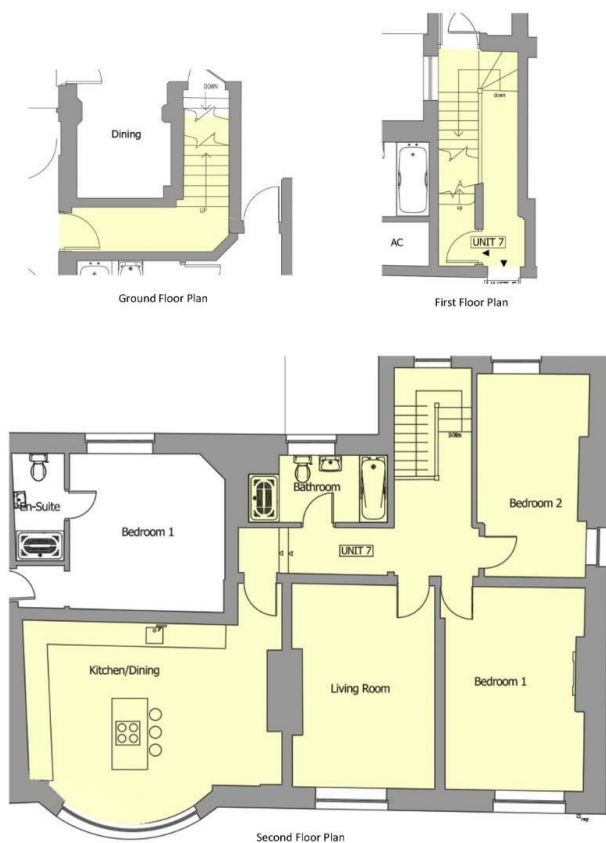 DOWN
Dining
UP
Ground Floor Plan
down
up
UNIT 7
AC
First Floor Plan
DOWN
Bathroom
Bedroom 2
En-Suite
Bedroom 1
UNIT 7
Kitchen/Dining
Living Room
Bedroom 1
Second Floor Plan